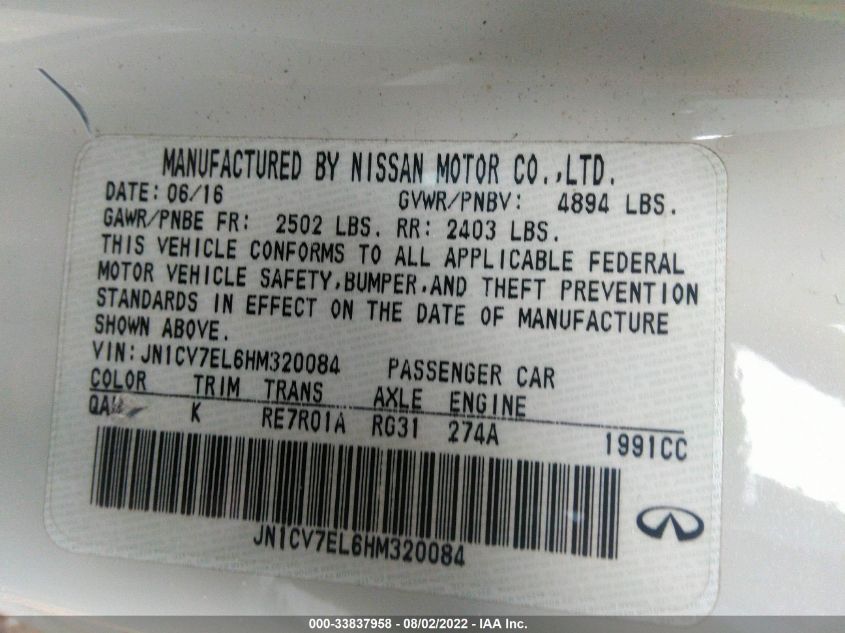 MANUFACTURED BY NISSAN MOTOR CO.,LTD.
DATE: 06/16 GVWR/PNBV: 4894 LBS.
GAWR/PNBE FR: 2502 LBS. RR: 2403 LBS.
THIS VEHICLE CONFORMS TO ALL APPLICABLE FEDERAL
MOTOR VEHICLE SAFETY,BUMPER,AND THEFT PREVENTION
STANDARDS IN EFFECT ON THE DATE OF MANUFACTURE
SHOWN ABOVE.
VIN: JN1CV7EL6HM320084 PASSENGER CAR
COLOR TRIM TRANS AXLE ENGINE
K RE7R01A RG31 274A 1991CC
JN1CV7EL6HM320084
000-33837958 - 08/02/2022 - IAA Inc.